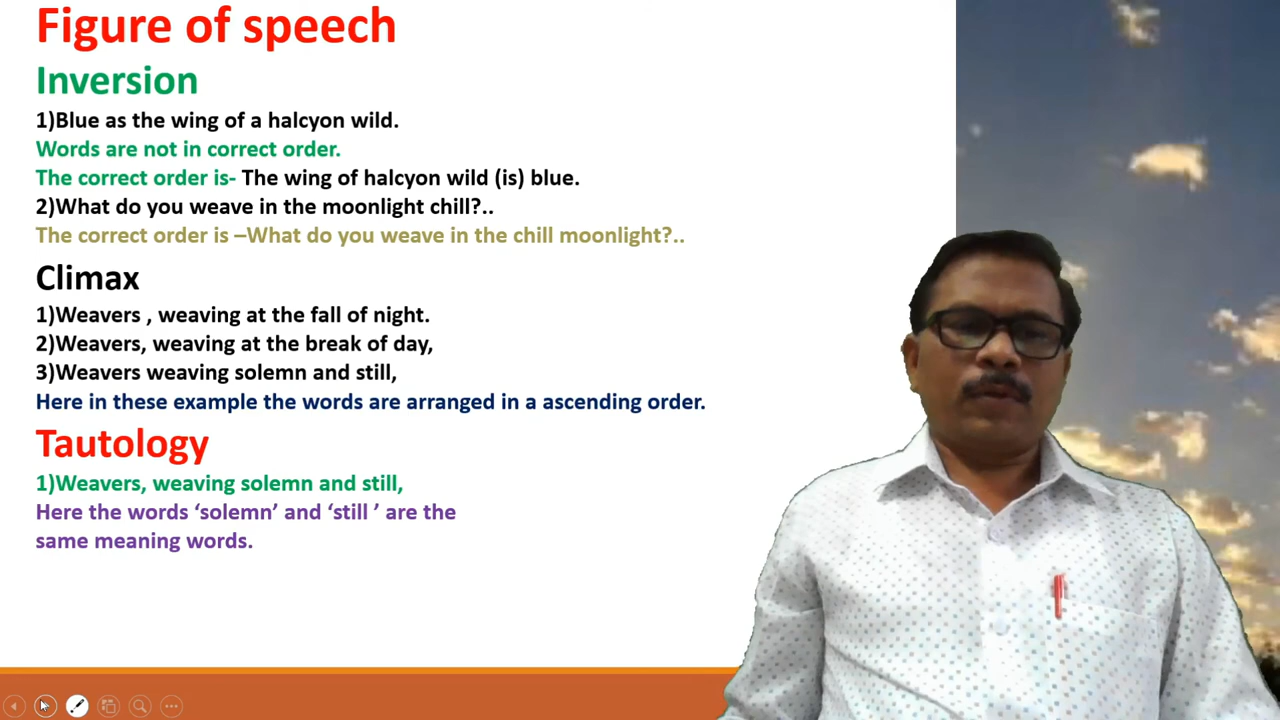 Figure of speech
Inversion
1)Blue as the wing of a halcyon wild.
Words are not in correct order.
The correct order is- The wing of halcyon wild (is) blue.
2)What do you weave in the moonlight chill?..
The correct order is –What do you weave in the chill moonlight?..
Climax
1)Weavers , weaving at the fall of night.
2)Weavers, weaving at the break of day,
3)Weavers weaving solemn and still,
Here in these example the words are arranged in a ascending order.
Tautology
1)Weavers, weaving solemn and still,
Here the words ‘solemn’ and ‘still ’ are the
same meaning words.